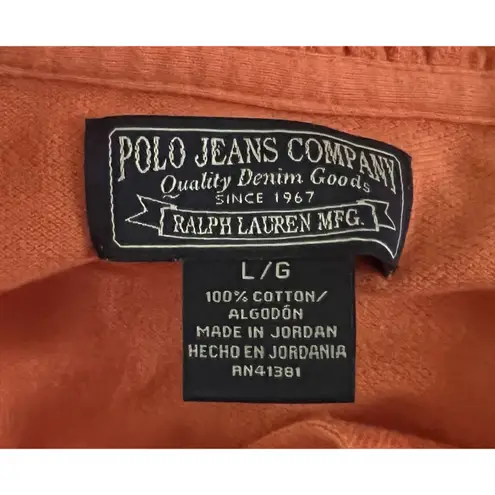 POLO JEANS COMPANY
Quality Denim Goods
SINCE 1967
RALPH LAUREN MFG.
L/G
100% COTTON/
ALGODÓN
MADE IN JORDAN
HECHO EN JORDANIA
RN41381